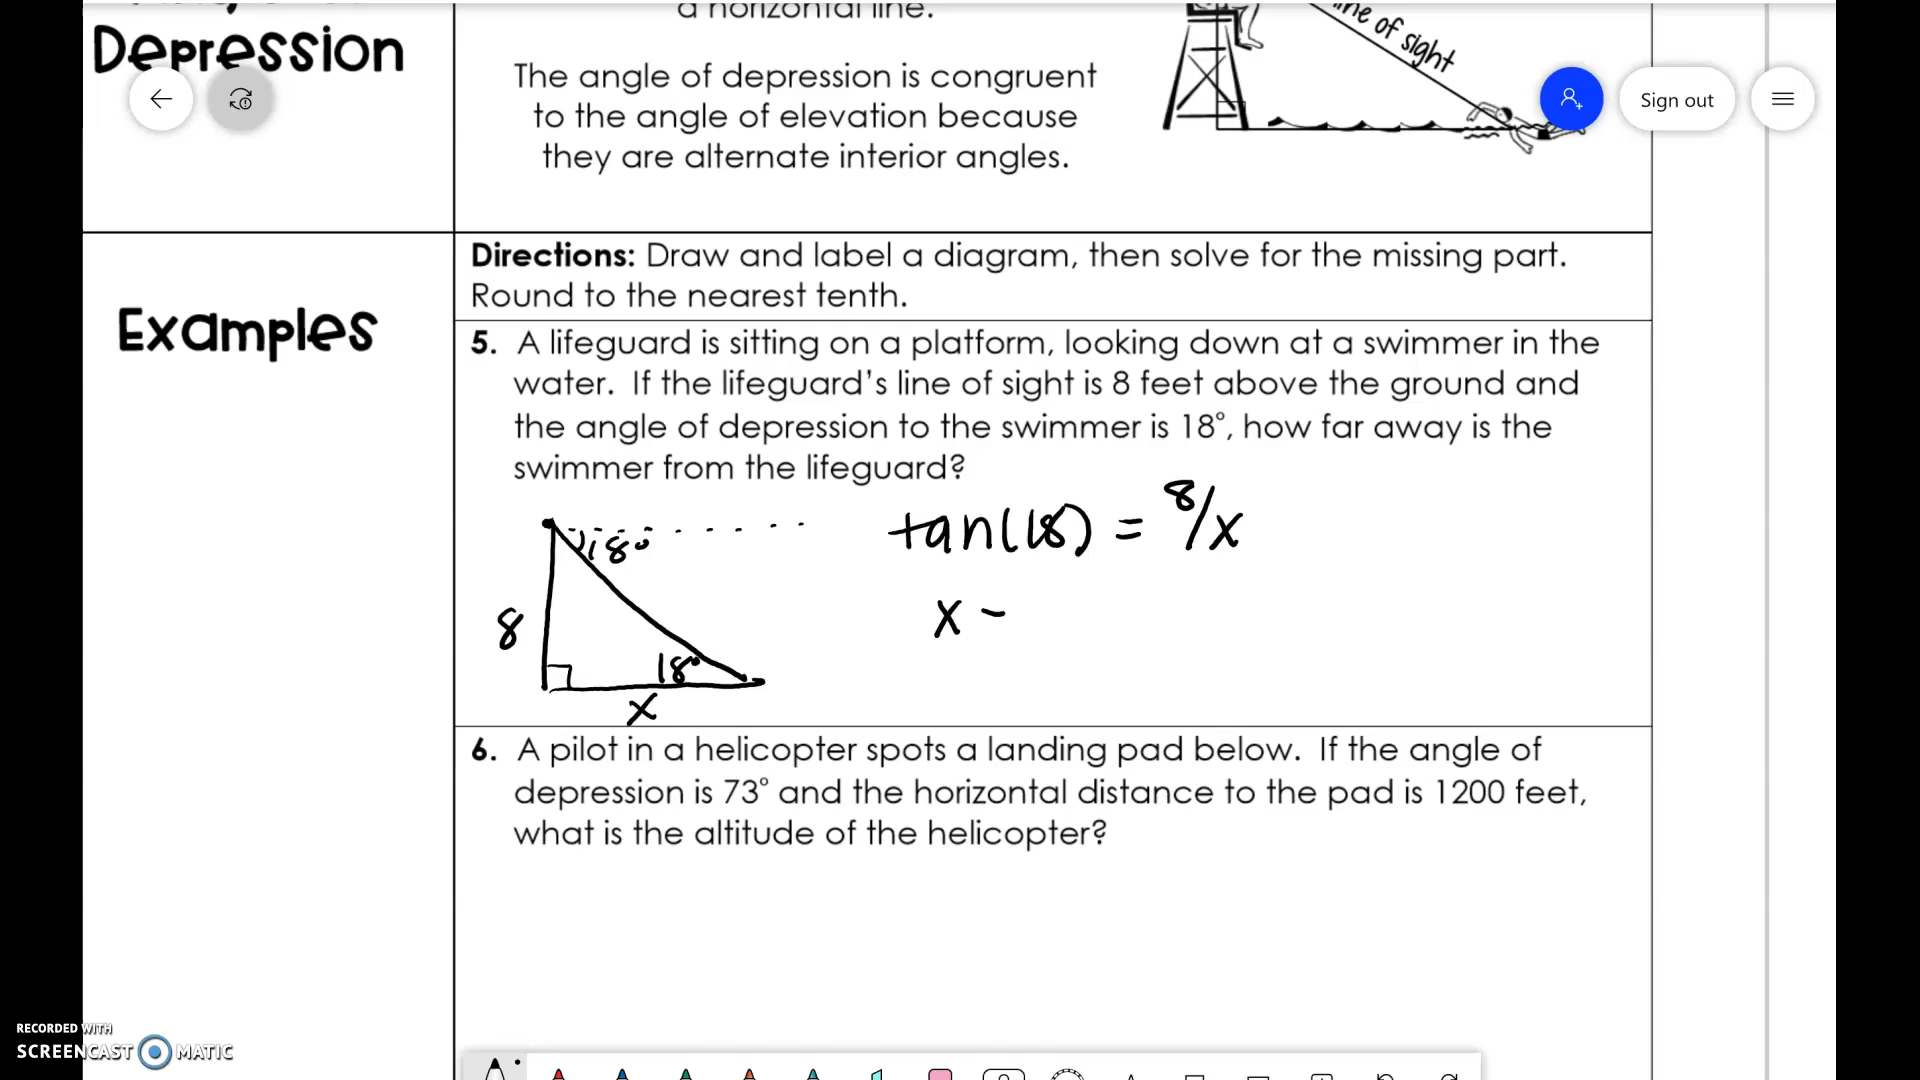 Depression
a horizontal line.
The angle of depression is congruent
to the angle of elevation because
they are alternate interior angles.
line of sight
Sign out
Examples
Directions: Draw and label a diagram, then solve for the missing part.
Round to the nearest tenth.
5. A lifeguard is sitting on a platform, looking down at a swimmer in the
water. If the lifeguard’s line of sight is 8 feet above the ground and
the angle of depression to the swimmer is 18°, how far away is the
swimmer from the lifeguard?
tan(18) = 8/x
18°
x -
8
18°
x
6. A pilot in a helicopter spots a landing pad below. If the angle of
depression is 73° and the horizontal distance to the pad is 1200 feet,
what is the altitude of the helicopter?
RECORDED WITH
SCREENCAST MATIC